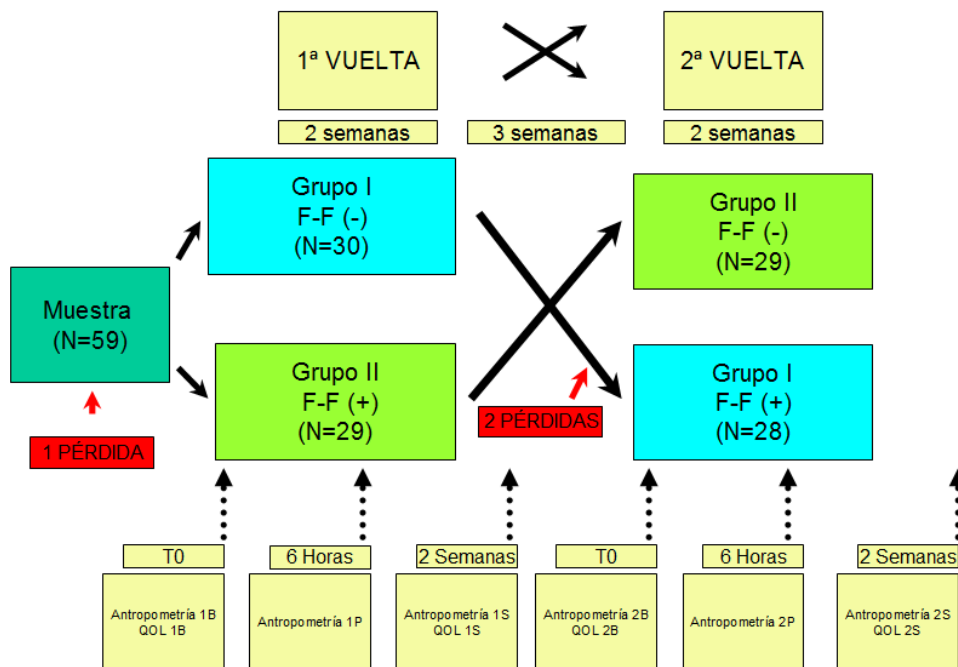 1ª VUELTA
2ª VUELTA
2 semanas
3 semanas
2 semanas
Grupo I
F-F (-)
(N=30)
Grupo II
F-F (-)
(N=29)
Muestra
(N=59)
Grupo II
F-F (+)
(N=29)
Grupo I
F-F (+)
(N=28)
1 PÉRDIDA
2 PÉRDIDAS
T0
6 Horas
2 Semanas
T0
6 Horas
2 Semanas
Antropometría 1B
QOL 1B
Antropometría 1P
Antropometría 1S
QOL 1S
Antropometría 2B
QOL 2B
Antropometría 2P
Antropometría 2S
QOL 2S